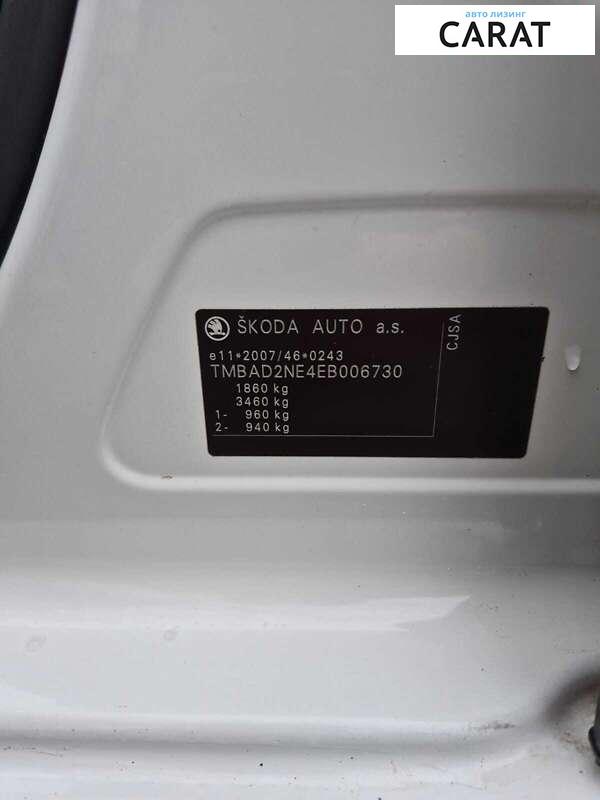 авто лизинг
CARAT
ŠKODA AUTO a.s.
CJSA
e11*2007/46*0243
TMBAD2NE4EB006730
1860 kg
3460 kg
1- 960 kg
2- 940 kg